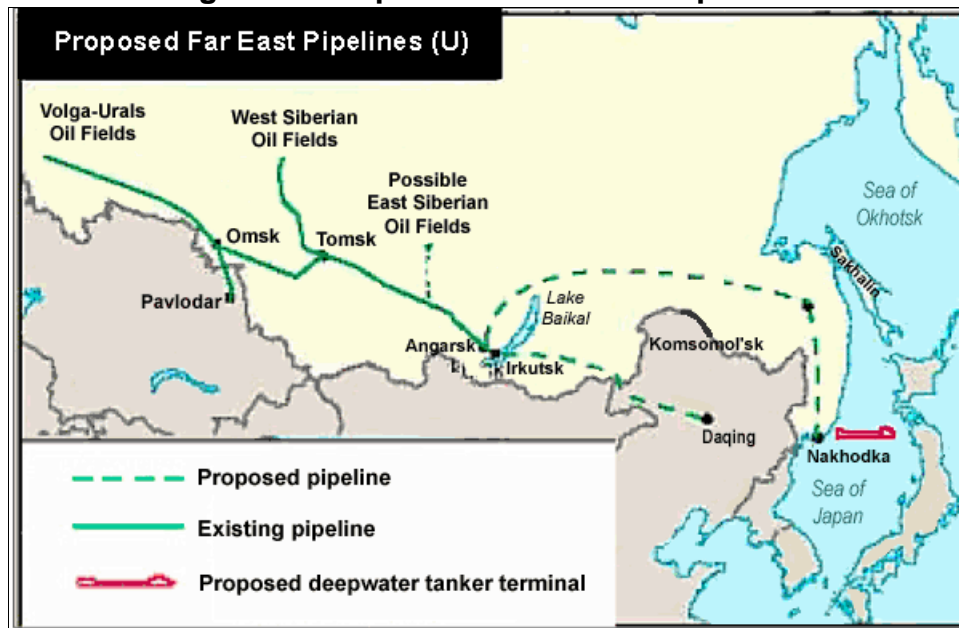 Proposed Far East Pipelines (U)
Volga-Urals
Oil Fields
West Siberian
Oil Fields
Possible
East Siberian
Oil Fields
Sea of
Okhotsk
Omsk
Tomsk
Sakhalin
Pavlodar
Lake
Baikal
Angarsk
Komsomol'sk
Irkutsk
Daqing
Nakhodka
Sea of
Japan
Proposed pipeline
Existing pipeline
Proposed deepwater tanker terminal